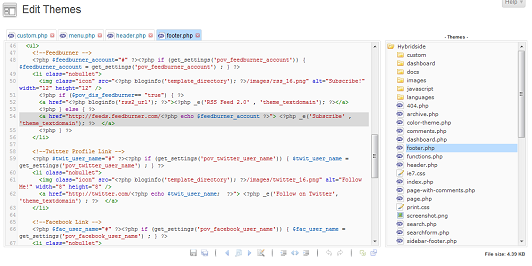 Help
Edit Themes
custom.php
menu.php
header.php
footer.php
- Themes -
46 <ul>
47 <!--Feedburner -->
48 <?php $feedburner_account="#" ?><?php if (get_settings('pov_feedburner_account')) {
$feedburner_account = get_settings('pov_feedburner_account') ; } ?>
49 <li class="nobullet">
50 <img class="icon" src="<?php bloginfo('template_directory'); ?>/images/rss_16.png" alt="Subscribe!"
width="12" height="12" />
51 <?php if ($pov_dis_feedburner== "true") { ?>
52 <a href="<?php bloginfo('rss2_url'); ?>"><?php _e('RSS Feed 2.0' , 'theme_textdomain'); ?></a>
53 <?php } else { ?>
54 <a href="http://feeds.feedburner.com/<?php echo $feedburner_account ?>"> <?php _e('Subscribe' ,
'theme_textdomain'); ?> </a>
55 <?php } ?>
56 </li>
57
58 <!--Twitter Profile Link -->
59 <?php $twit_user_name="#" ?><?php if (get_settings('pov_twitter_user_name')) { $twit_user_name =
get_settings('pov_twitter_user_name') ; } ?>
60 <li class="nobullet">
61 <img class="icon" src="<?php bloginfo('template_directory'); ?>/images/twitter_16.png" alt="Follow
Me!" width="8" height="8" />
62 <a href="http://twitter.com/<?php echo $twit_user_name; ?>"> <?php _e('Follow on Twitter',
'theme_textdomain') ; ?> </a>
63 </li>
64
65 <!--Facebook Link -->
66 <?php $fac_user_name="#" ?><?php if (get_settings('pov_facebook_user_name')) { $fac_user_name =
get_settings('pov_facebook_user_name') ; } ?>
67 <li class="nobullet">
Hybridside
custom
dashboard
docs
images
javascript
languages
404.php
archive.php
color-theme.php
comments.php
dashboard.php
footer.php
functions.php
header.php
ie7.css
index.php
page-with-comments.php
page.php
print.css
screenshot.png
search.php
searchform.php
sidebar-footer.php
File size: 4.39 KB